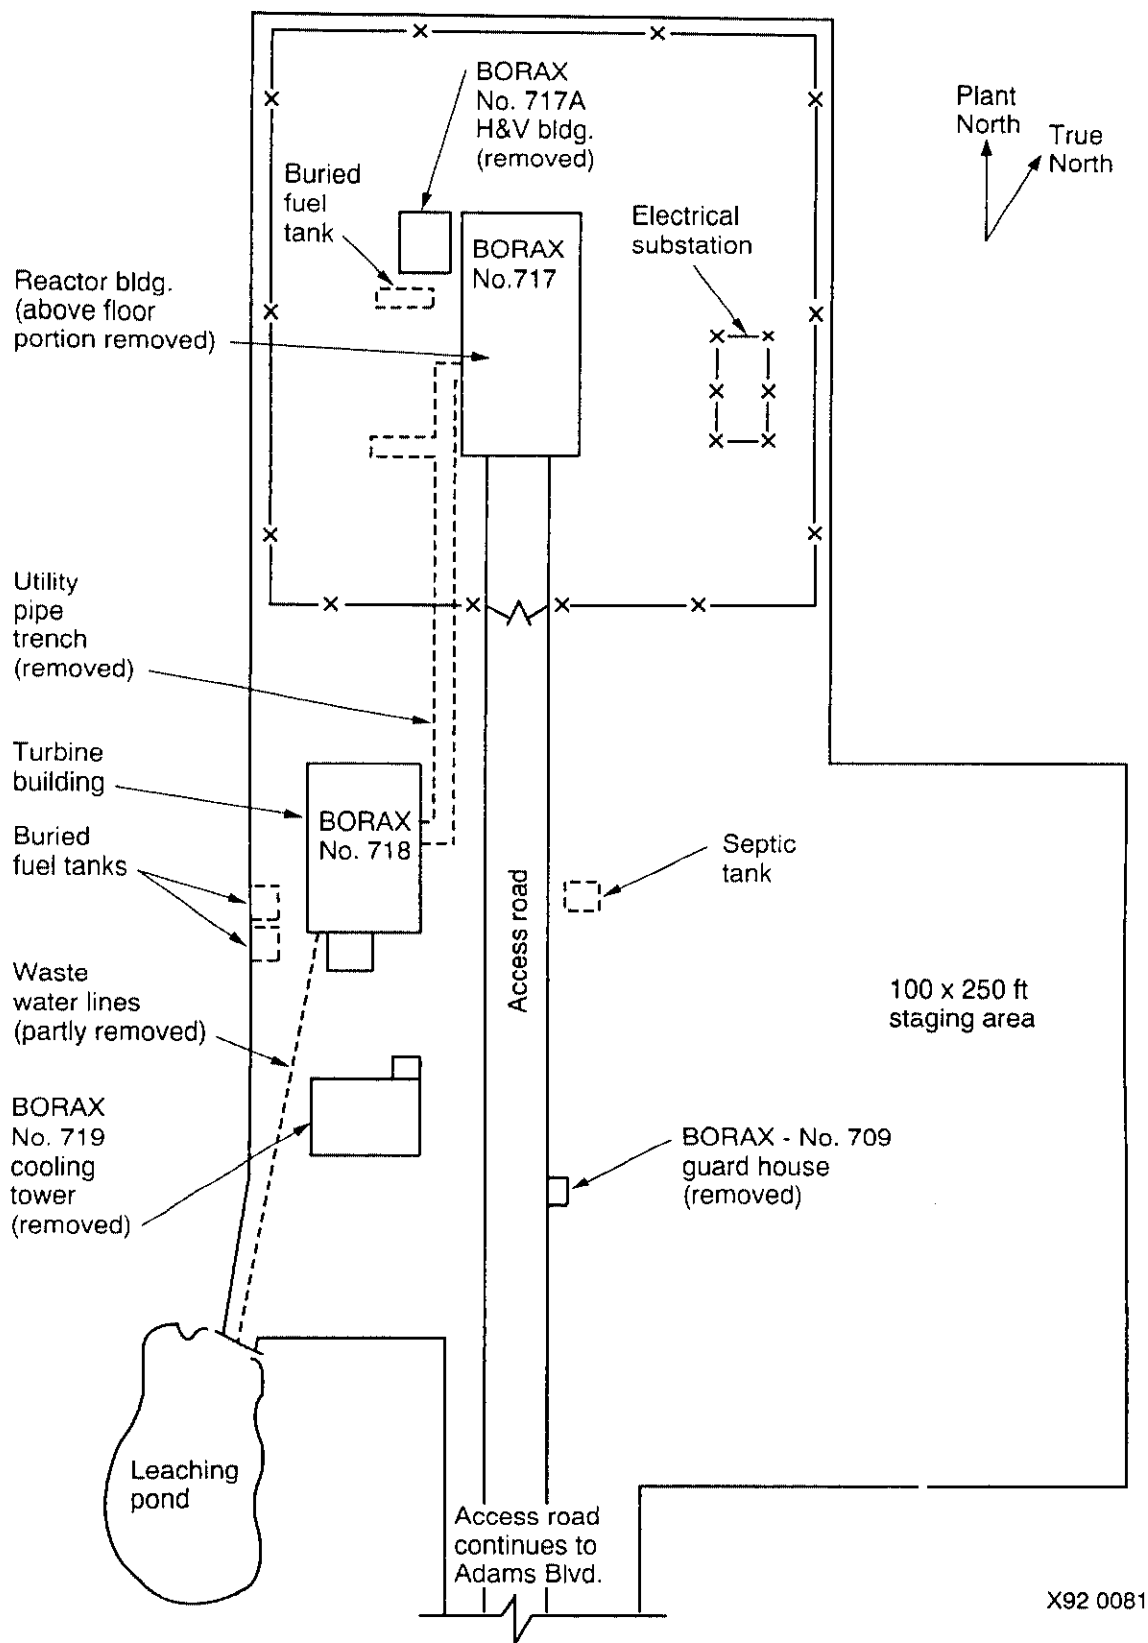 BORAX
No. 717A
H&V bldg.
(removed)
Plant
North
True
North
Buried
fuel
tank
Electrical
substation
BORAX
No.717
Reactor bldg.
(above floor
portion removed)
Utility
pipe
trench
(removed)
Turbine
building
BORAX
No. 718
Buried
fuel tanks
Septic
tank
Access road
Waste
water lines
(partly removed)
100 x 250 ft
staging area
BORAX
No. 719
cooling
tower
(removed)
BORAX - No. 709
guard house
(removed)
Leaching
pond
Access road
continues to
Adams Blvd.
X92 0081